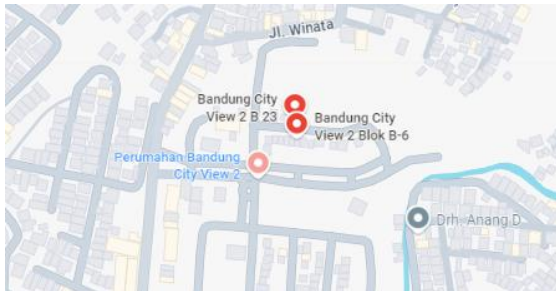 Jl. Winata
Bandung City
View 2 B 23
Bandung City
View 2 Blok B-6
Perumahan Bandung
City View 2
Drh. Anang D